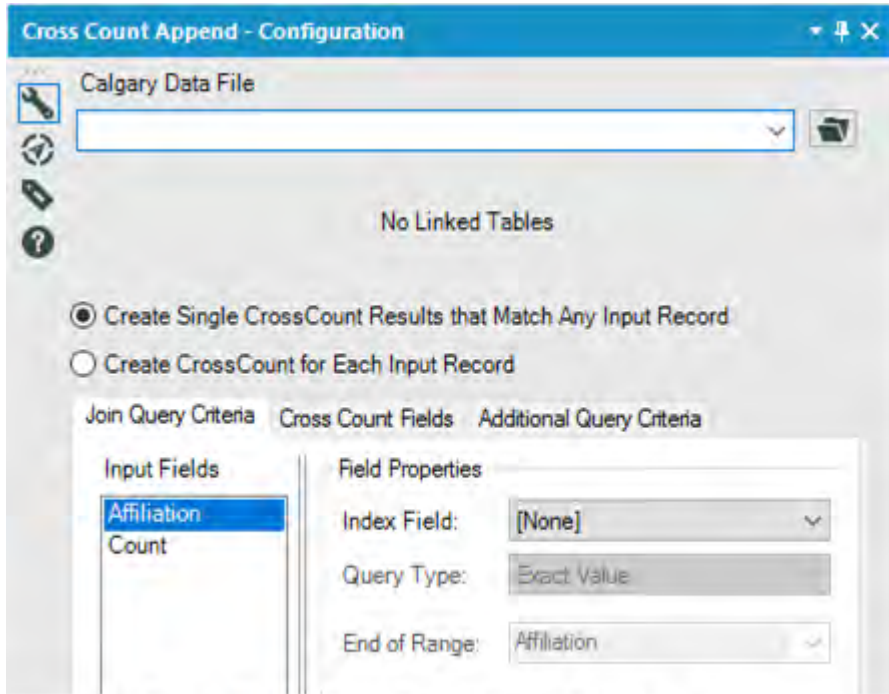 Cross Count Append - Configuration
Calgary Data File
No Linked Tables
Create Single CrossCount Results that Match Any Input Record
Create CrossCount for Each Input Record
Join Query Criteria Cross Count Fields Additional Query Criteria
Input Fields Field Properties
Affiliation
Count
Index Field: [None]
Query Type: Exact Value
End of Range: Affiliation